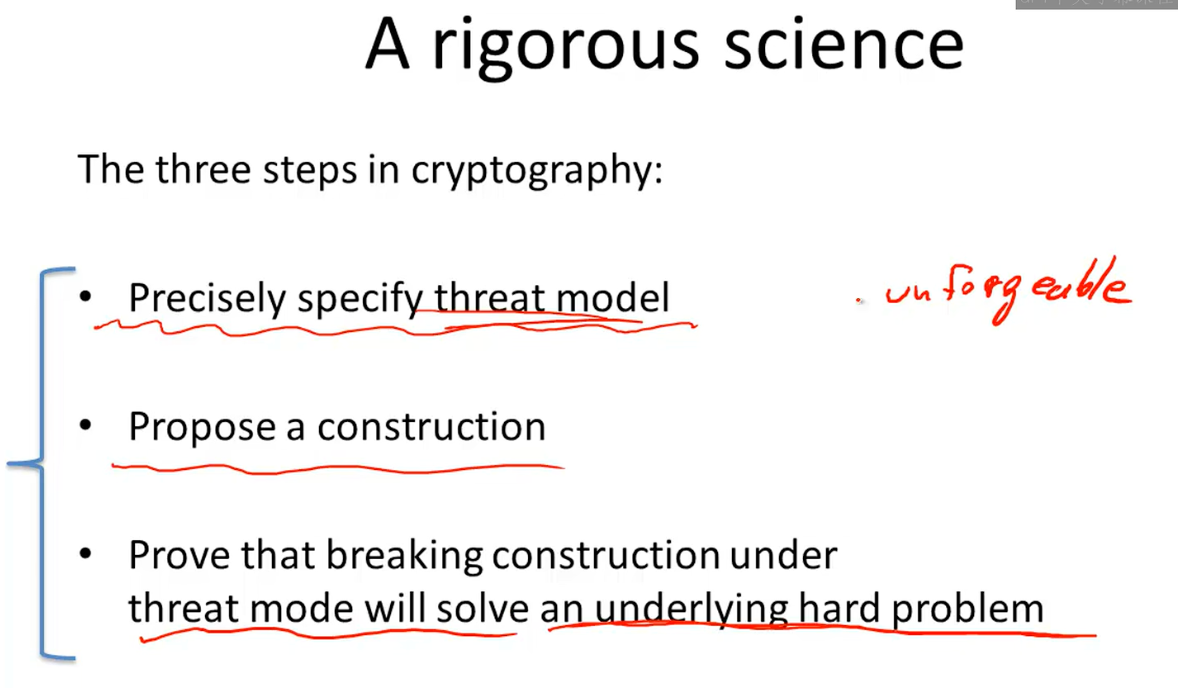 A rigorous science
The three steps in cryptography:
• Precisely specify threat model
. unforgeable
• Propose a construction
• Prove that breaking construction under
threat mode will solve an underlying hard problem